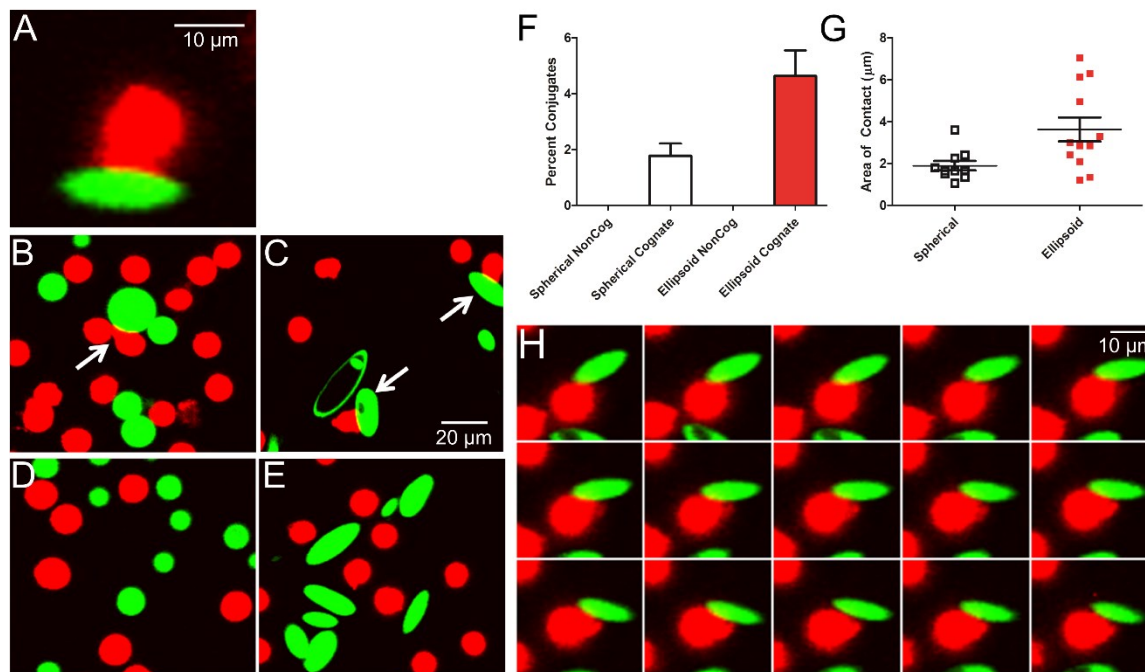 A
10 µm
B
C
20 µm
D
E
F
Percent Conjugates
6
4
2
0
Spherical NonCog
Spherical Cognate
Ellipsoid NonCog
Ellipsoid Cognate
G
Area of Contact (µm)
8
6
4
2
0
Spherical
Ellipsoid
H
10 µm